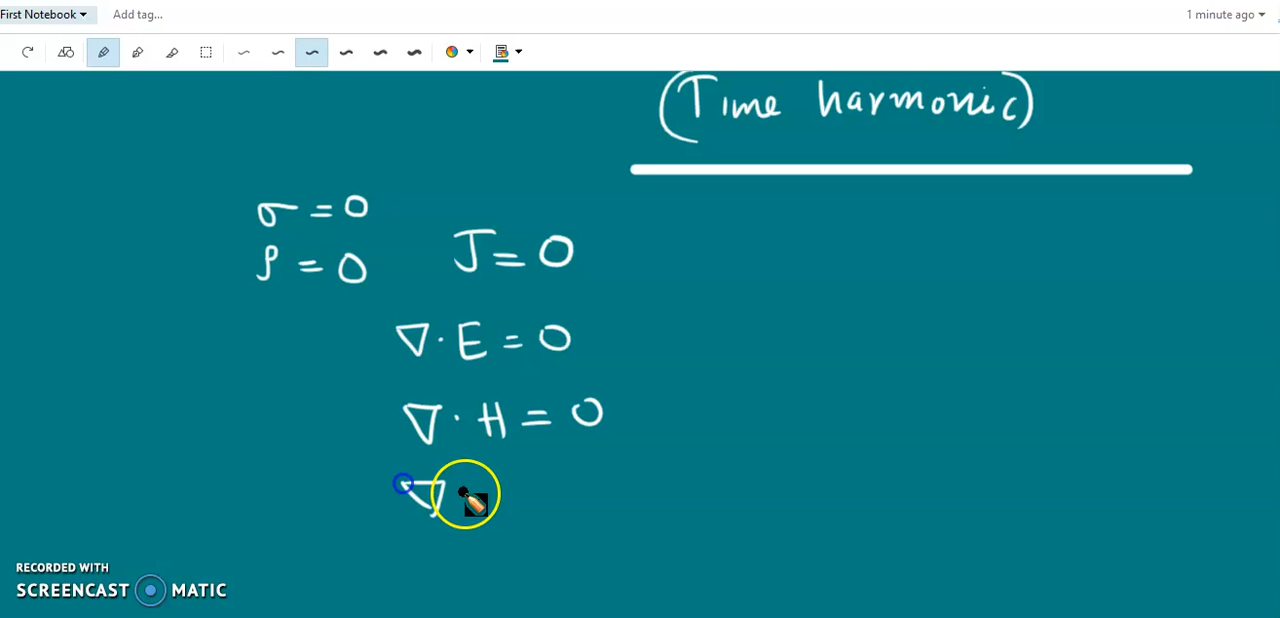 First Notebook
Add tag...
1 minute ago
(Time harmonic)
σ = 0
ρ = 0
J = 0
∇ · E = 0
∇ · H = 0
∇
RECORDED WITH
SCREENCAST MATIC